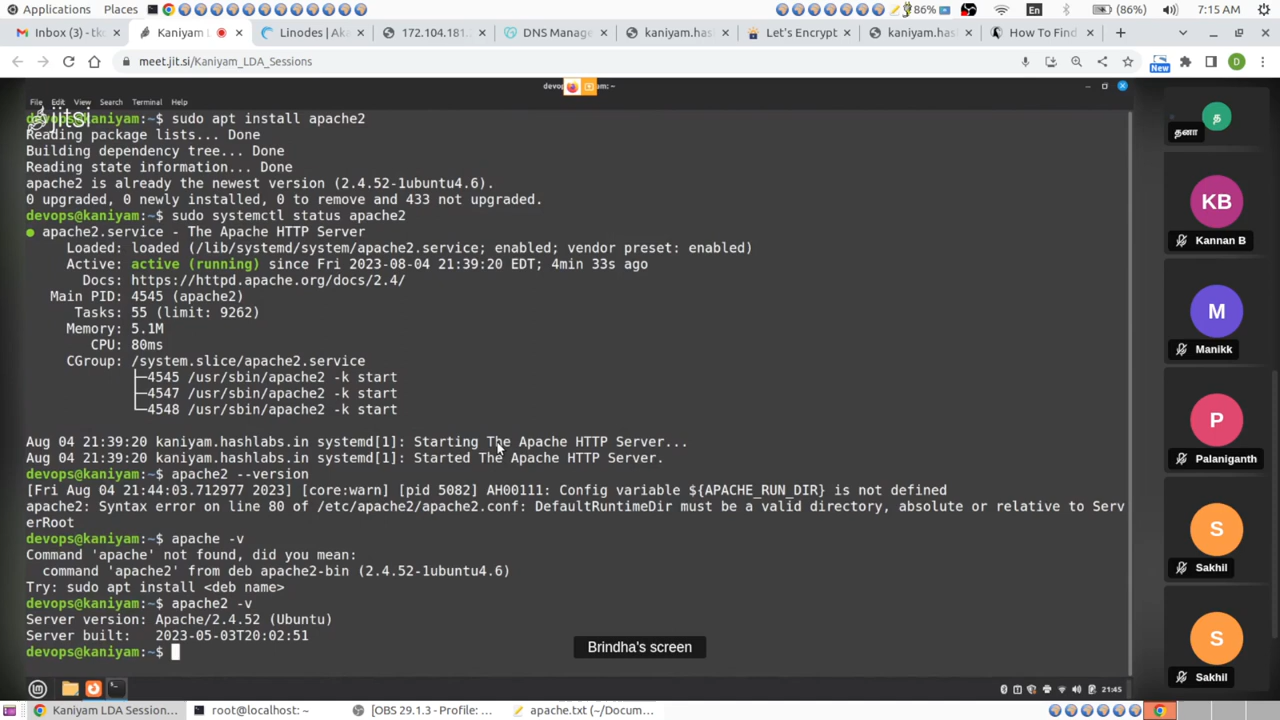 Applications Places 86% En (86%) 7:15 AM
Inbox (3) - tk Kaniyam L Linodes | Aka 172.104.181. DNS Manage kaniyam.has Let's Encrypt kaniyam.has How To Find
meet.jit.si/Kaniyam_LDA_Sessions New D
devop am: ~
File Edit View Search Terminal Help
jitsi
devops@kaniyam:~$ sudo apt install apache2
Reading package lists... Done
Building dependency tree... Done
Reading state information... Done
apache2 is already the newest version (2.4.52-1ubuntu4.6).
0 upgraded, 0 newly installed, 0 to remove and 433 not upgraded.
devops@kaniyam:~$ sudo systemctl status apache2
● apache2.service - The Apache HTTP Server
Loaded: loaded (/lib/systemd/system/apache2.service; enabled; vendor preset: enabled)
Active: active (running) since Fri 2023-08-04 21:39:20 EDT; 4min 33s ago
Docs: https://httpd.apache.org/docs/2.4/
Main PID: 4545 (apache2)
Tasks: 55 (limit: 9262)
Memory: 5.1M
CPU: 80ms
CGroup: /system.slice/apache2.service
├─4545 /usr/sbin/apache2 -k start
├─4547 /usr/sbin/apache2 -k start
└─4548 /usr/sbin/apache2 -k start
Aug 04 21:39:20 kaniyam.hashlabs.in systemd[1]: Starting The Apache HTTP Server...
Aug 04 21:39:20 kaniyam.hashlabs.in systemd[1]: Started The Apache HTTP Server.
devops@kaniyam:~$ apache2 --version
[Fri Aug 04 21:44:03.712977 2023] [core:warn] [pid 5082] AH00111: Config variable ${APACHE_RUN_DIR} is not defined
apache2: Syntax error on line 80 of /etc/apache2/apache2.conf: DefaultRuntimeDir must be a valid directory, absolute or relative to Serv
erRoot
devops@kaniyam:~$ apache -v
Command 'apache' not found, did you mean:
command 'apache2' from deb apache2-bin (2.4.52-1ubuntu4.6)
Try: sudo apt install <deb name>
devops@kaniyam:~$ apache2 -v
Server version: Apache/2.4.52 (Ubuntu)
Server built: 2023-05-03T20:02:51
devops@kaniyam:~$
Brindha's screen
த
தனா
KB
Kannan B
M
Manikk
P
Palaniganth
S
Sakhil
S
Sakhil
21:45
Kaniyam LDA Session... root@localhost: ~ [OBS 29.1.3 - Profile: ... apache.txt (~/Docum...